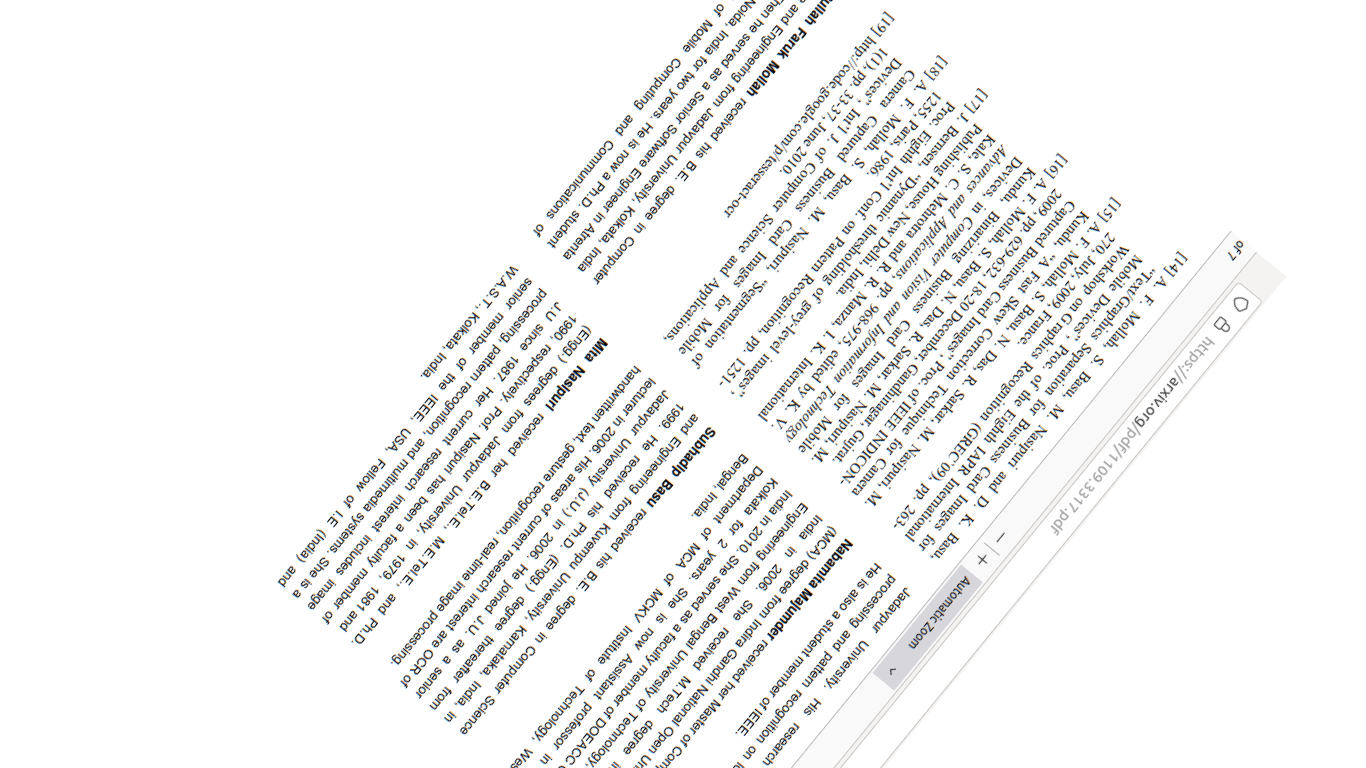 https://arxiv.org/pdf/1109.3317.pdf
of 7
Automatic Zoom
[14] A. F. Mollah, S. Basu, M. Nasipuri and D. K. Basu,
“Text/Graphics Separation for Business Card Images for
Mobile Devices”, Proc. of the Eighth IAPR International
Workshop on Graphics Recognition (GREC'09), pp. 263-
270, July, 2009, France
[15] A. F. Mollah, S. Basu, N. Das, R. Sarkar, M. Nasipuri, M.
Kundu, “A Fast Skew Correction Technique for Camera
Captured Business Card Images”, Proc. of IEEE INDICON-
2009, pp. 629-632, 18-20 December, Gandhinagar, Gujrat
[16] A. F. Mollah, S. Basu, N. Das, R. Sarkar, M. Nasipuri, M.
Kundu, “Binarizing Business Card Images for Mobile
Devices”, in Computer Vision and Information Technology
Advances and Applications, pp. 968-975, edited by K. V.
Kale, S. C. Mehrotra and R. R. Manza, I. K. International
Publishing House, New Delhi, India
[17] J. Bernsen, “Dynamic thresholding of grey-level images”,
Proc. Eighth Int'l Conf. on Pattern Recognition, pp. 1251-
1255, Paris, 1986.
[18] A. F. Mollah, S. Basu, M. Nasipuri, “Segmentation of
Camera Captured Business Card Images for Mobile
Devices”, Int'l J. of Computer Science and Applications,
1(1), pp. 33-37, June 2010.
[19] http://code.google.com/p/tesseract-ocr
Faruk Mollah received his B.E. degree in Computer
and Engineering from Jadavpur University, Kolkata, India
he served as a Senior Software Engineer in Atrenta
Noida, India for two years. He is now a Ph.D. student
of Mobile Computing and Communications of
Jadavpur University. His research
processing and pattern recognition on
He is also a student member of IEEE.
Nabamita Majumder received her Master of
(MCA) degree from Indira Gandhi National Open
India in 2006. She received M.Tech degree
Engineering from West Bengal University of Technology,
India in 2010. She served as a faculty member of DOEACC
Kolkata for 2 years. She is now Assistant professor in
Department of MCA of MCKV Institute of Technology,
Bengal, India.
Subhadip Basu received his B.E. degree in Computer Science
and Engineering from Kuvempu University, Karnataka, India, in
1999. He received his Ph.D. (Engg.) degree thereafter from
Jadavpur University (J.U.) in 2006. He joined J.U. as a senior
lecturer in 2006. His areas of current research interest are OCR of
handwritten text, gesture recognition, real-time image processing.
Mita Nasipuri received her B.E.Tel.E., M.E.Tel.E., and Ph.D.
(Engg.) degrees from Jadavpur University, in 1979, 1981 and
1990, respectively. Prof. Nasipuri has been a faculty member of
J.U since 1987. Her current research interest includes image
processing, pattern recognition, and multimedia systems. She is a
senior member of the IEEE, USA, Fellow of I.E (India) and
W.A.S.T., Kolkata, India.